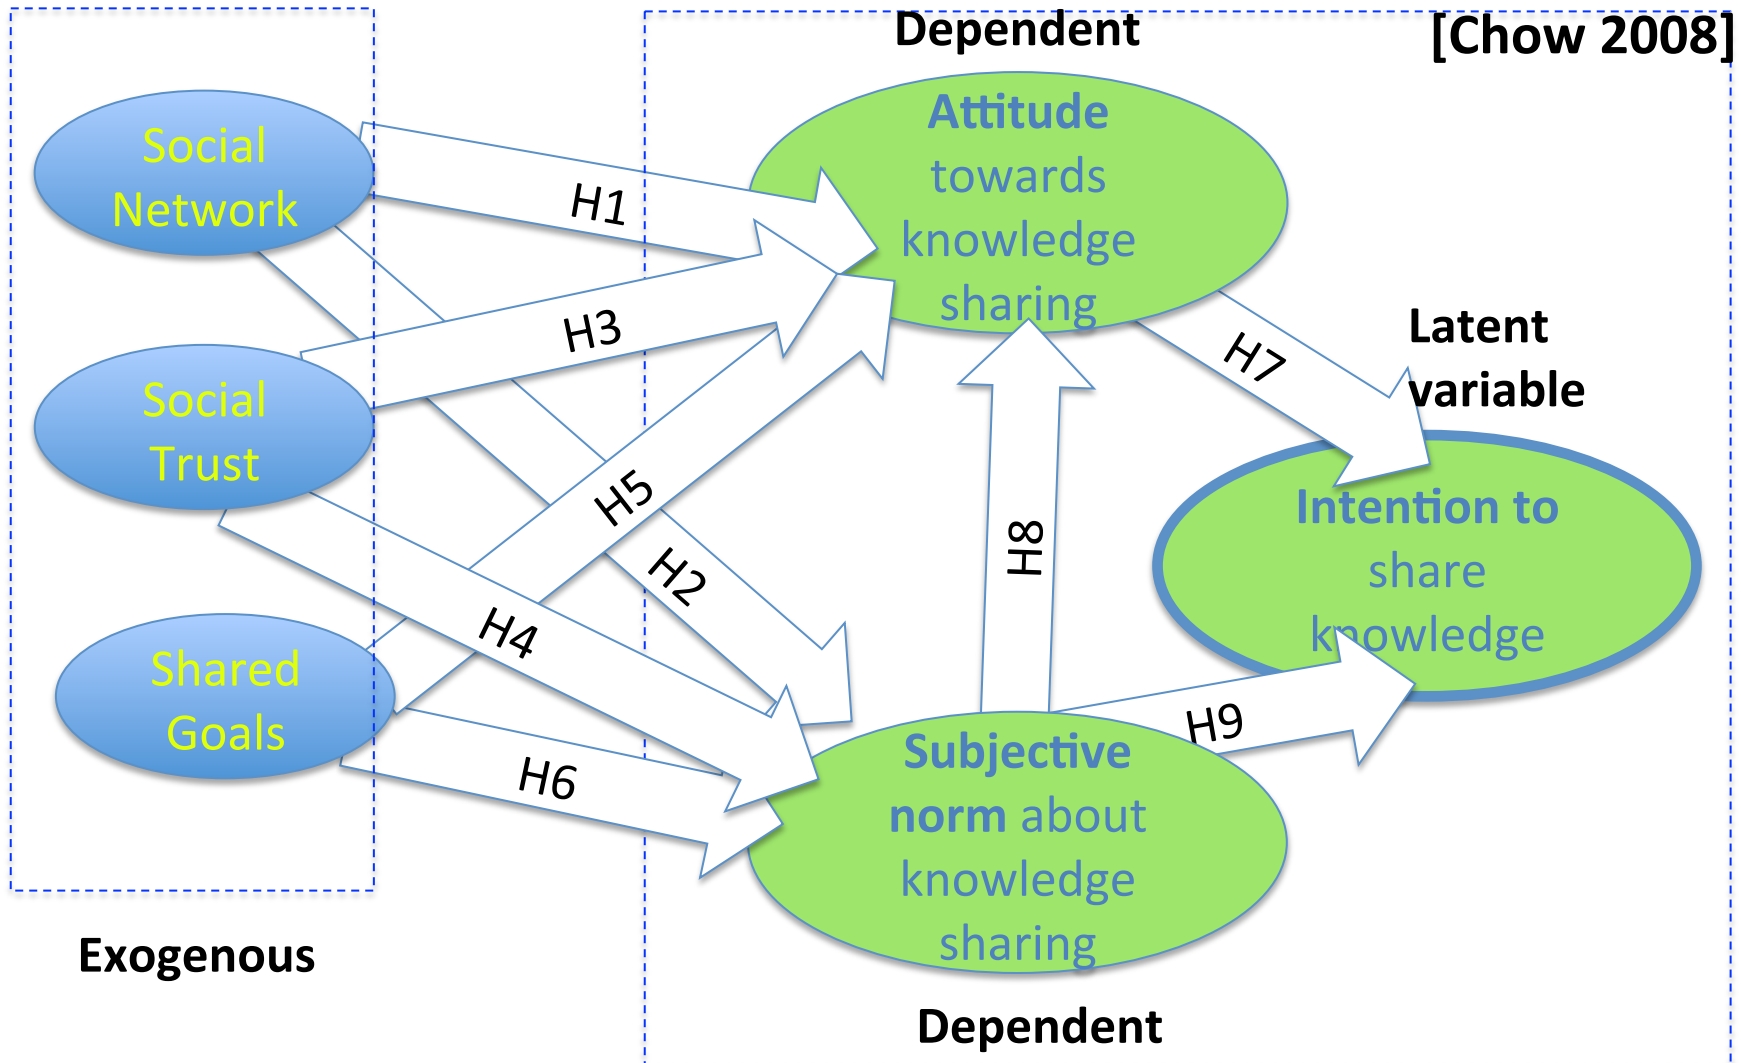 Dependent
[Chow 2008]
Social
Network
H1
Attitude
towards
knowledge
sharing
H3
H7
Latent
variable
Social
Trust
H5
H2
H8
Intention to
share
knowledge
H4
Shared
Goals
H6
H9
Subjective
norm about
knowledge
sharing
Exogenous
Dependent